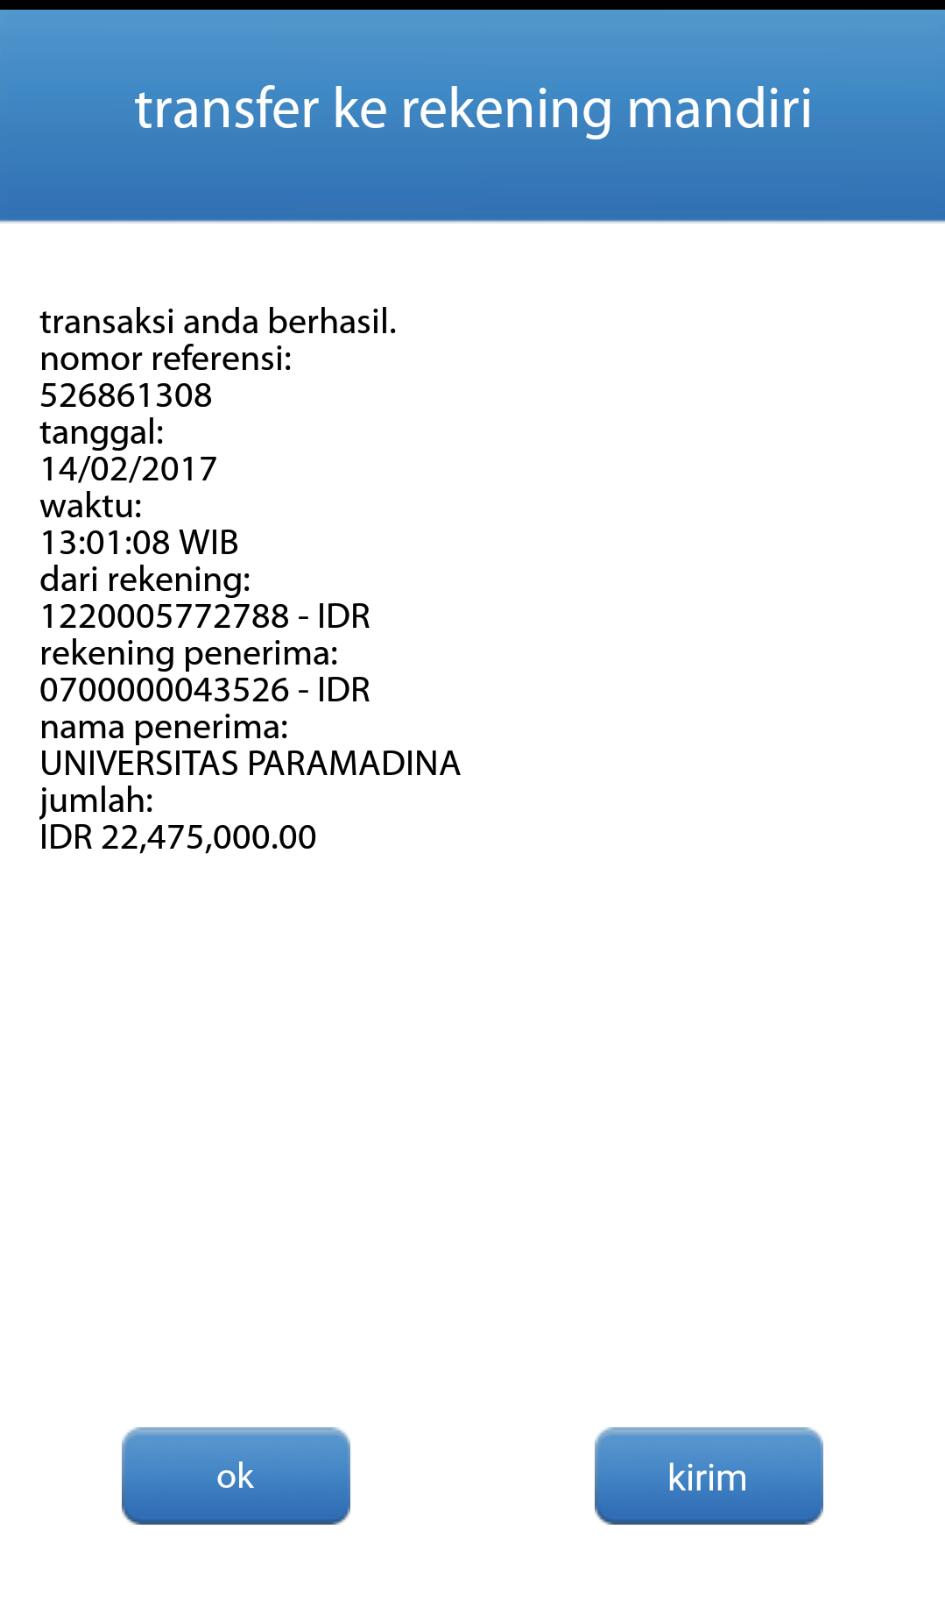 transfer ke rekening mandiri
transaksi anda berhasil.
nomor referensi:
526861308
tanggal:
14/02/2017
waktu:
13:01:08 WIB
dari rekening:
1220005772788 - IDR
rekening penerima:
0700000043526 - IDR
nama penerima:
UNIVERSITAS PARAMADINA
jumlah:
IDR 22,475,000.00
ok
kirim